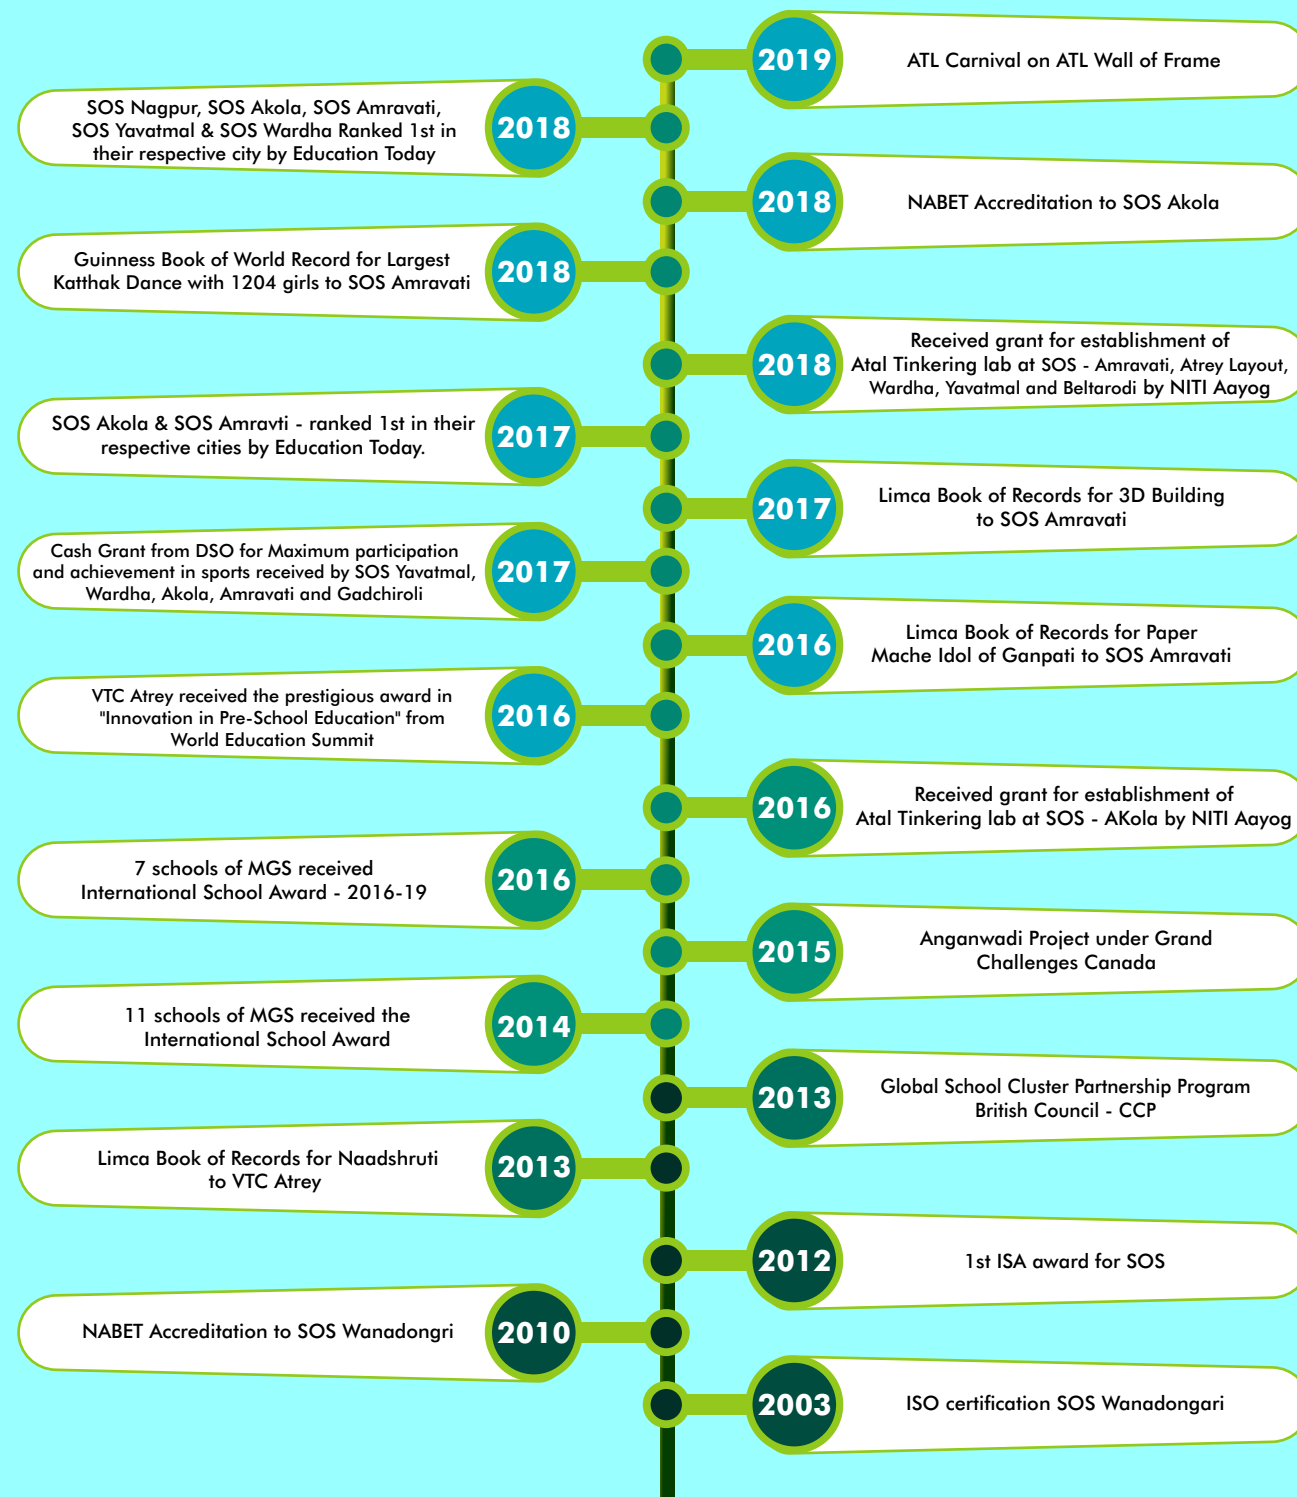 2019
ATL Carnival on ATL Wall of Frame
SOS Nagpur, SOS Akola, SOS Amravati,
SOS Yavatmal & SOS Wardha Ranked 1st in
their respective city by Education Today
2018
2018
NABET Accreditation to SOS Akola
Guinness Book of World Record for Largest
Katthak Dance with 1204 girls to SOS Amravati
2018
2018
Received grant for establishment of
Atal Tinkering lab at SOS - Amravati, Atrey Layout,
Wardha, Yavatmal and Beltarodi by NITI Aayog
SOS Akola & SOS Amravti - ranked 1st in their
respective cities by Education Today.
2017
2017
Limca Book of Records for 3D Building
to SOS Amravati
Cash Grant from DSO for Maximum participation
and achievement in sports received by SOS Yavatmal,
Wardha, Akola, Amravati and Gadchiroli
2017
2016
Limca Book of Records for Paper
Mache Idol of Ganpati to SOS Amravati
VTC Atrey received the prestigious award in
"Innovation in Pre-School Education" from
World Education Summit
2016
2016
Received grant for establishment of
Atal Tinkering lab at SOS - AKola by NITI Aayog
7 schools of MGS received
International School Award - 2016-19
2016
2015
Anganwadi Project under Grand
Challenges Canada
11 schools of MGS received the
International School Award
2014
2013
Global School Cluster Partnership Program
British Council - CCP
Limca Book of Records for Naadshruti
to VTC Atrey
2013
2012
1st ISA award for SOS
NABET Accreditation to SOS Wanadongri
2010
2003
ISO certification SOS Wanadongari